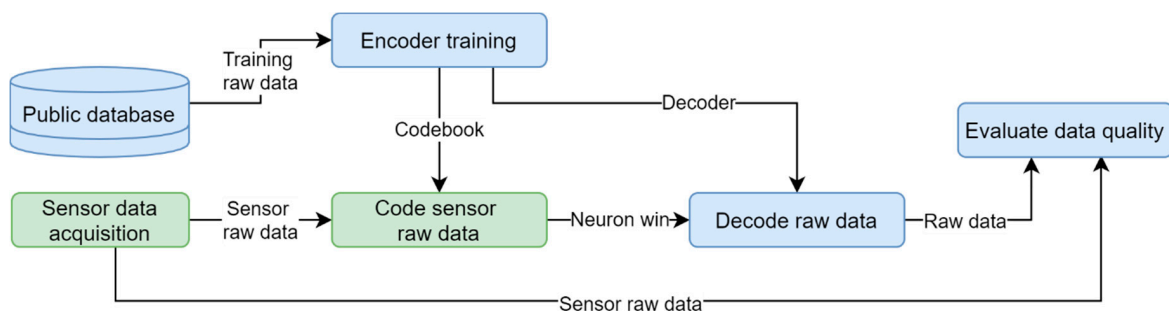 Encoder training
Training
raw data
Public database
Codebook
Decoder
Evaluate data quality
Sensor data
acquisition
Sensor
raw data
Code sensor
raw data
Neuron win
Decode raw data
Raw data
Sensor raw data